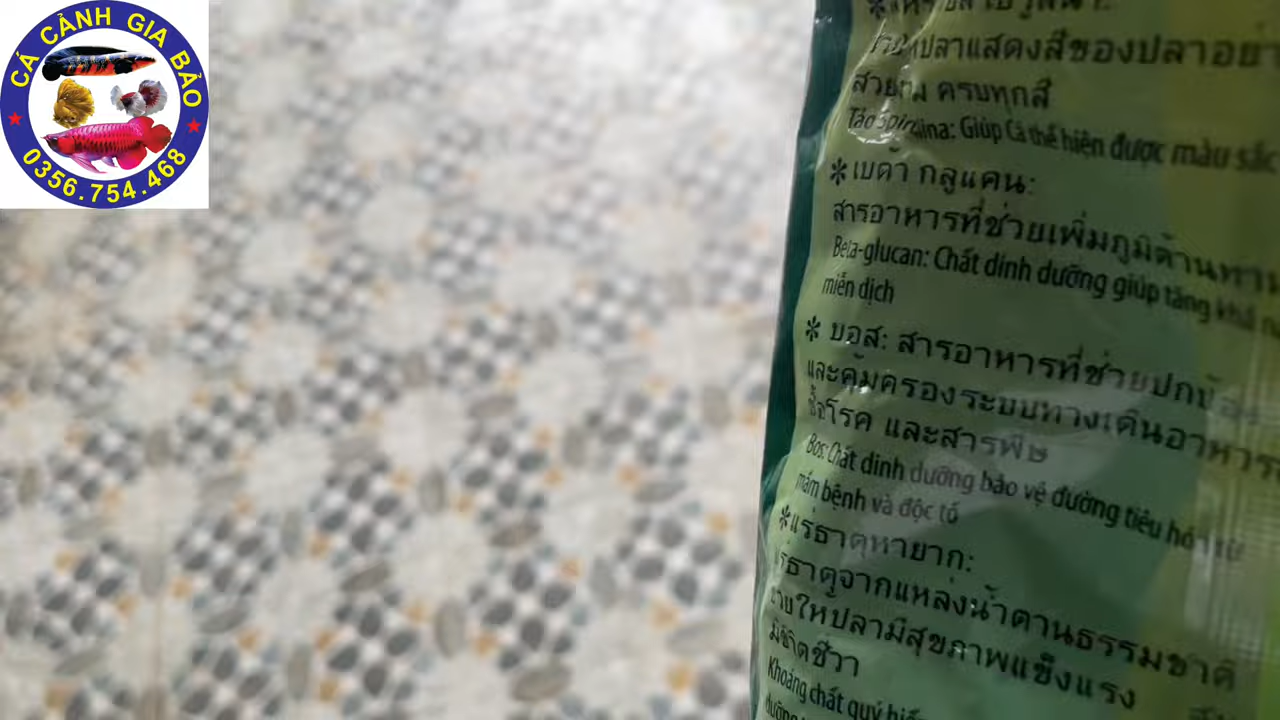 CÁ CẢNH GIA BẢO
0356.754.468
ปลาแสดงสีของปลา
สวยงาม ครบทุกสี
Tảo Spirulina: Giúp Cá thể hiện được màu sắc
* เบต้า กลูแคน:
สารอาหารที่ช่วยเพิ่มภูมิต้านทาน
Beta-glucan: Chất dinh dưỡng giúp tăng khả
miễn dịch
* บอส: สารอาหารที่ช่วยปกป้อง
และคุ้มครองระบบทางเดินอาหาร
เชื้อโรค และสารพิษ
Bos: Chất dinh dưỡng bảo vệ đường tiêu hóa từ
mầm bệnh và độc tố
*แร่ธาตุหายาก:
แร่ธาตุจากแหล่งน้ำตามธรรมชาติ
ช่วยให้ปลามีสุขภาพแข็งแรง
มีชีวิตชีวา
Khoáng chất quý hiếm